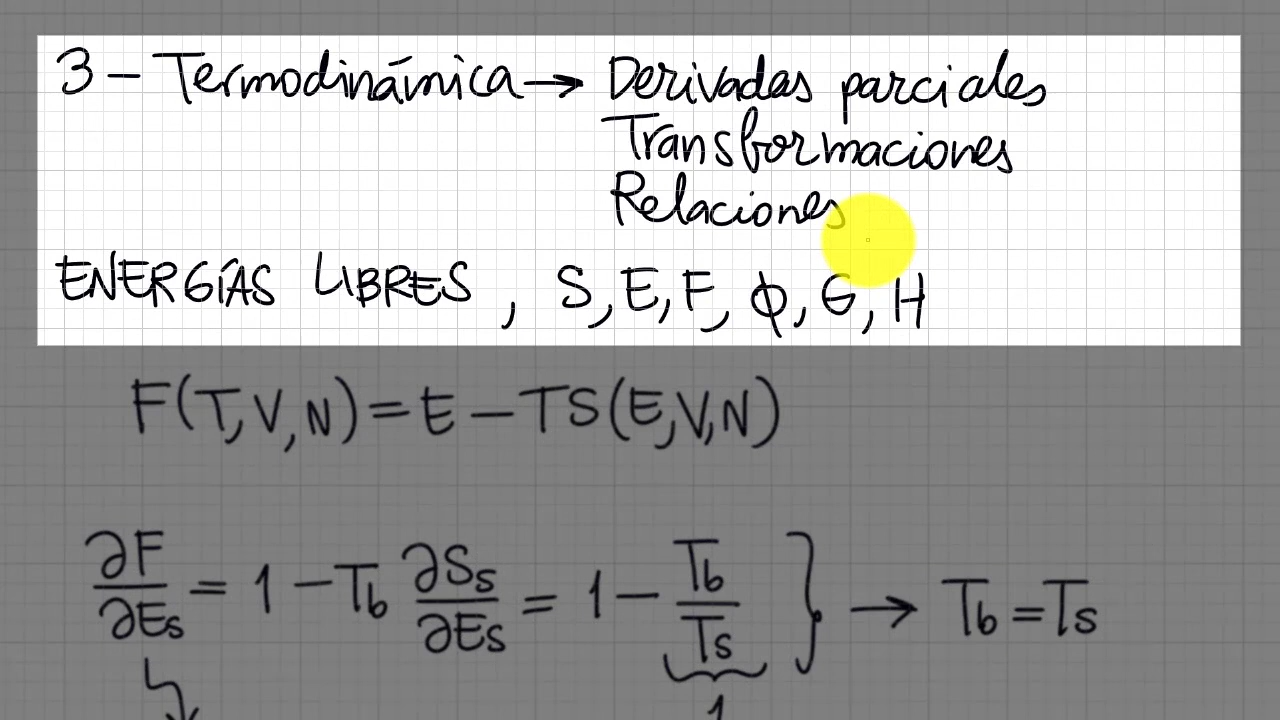 3 - Termodinámica → Derivadas parciales
Transformaciones
Relaciones
ENERGÍAS LIBRES, S, E, F, ϕ, G, H
F(T,V,N) = E - TS(E,V,N)
∂F/∂Es = 1 - Tb ∂Ss/∂Es = 1 - Tb/Ts } → Tb = Ts
1